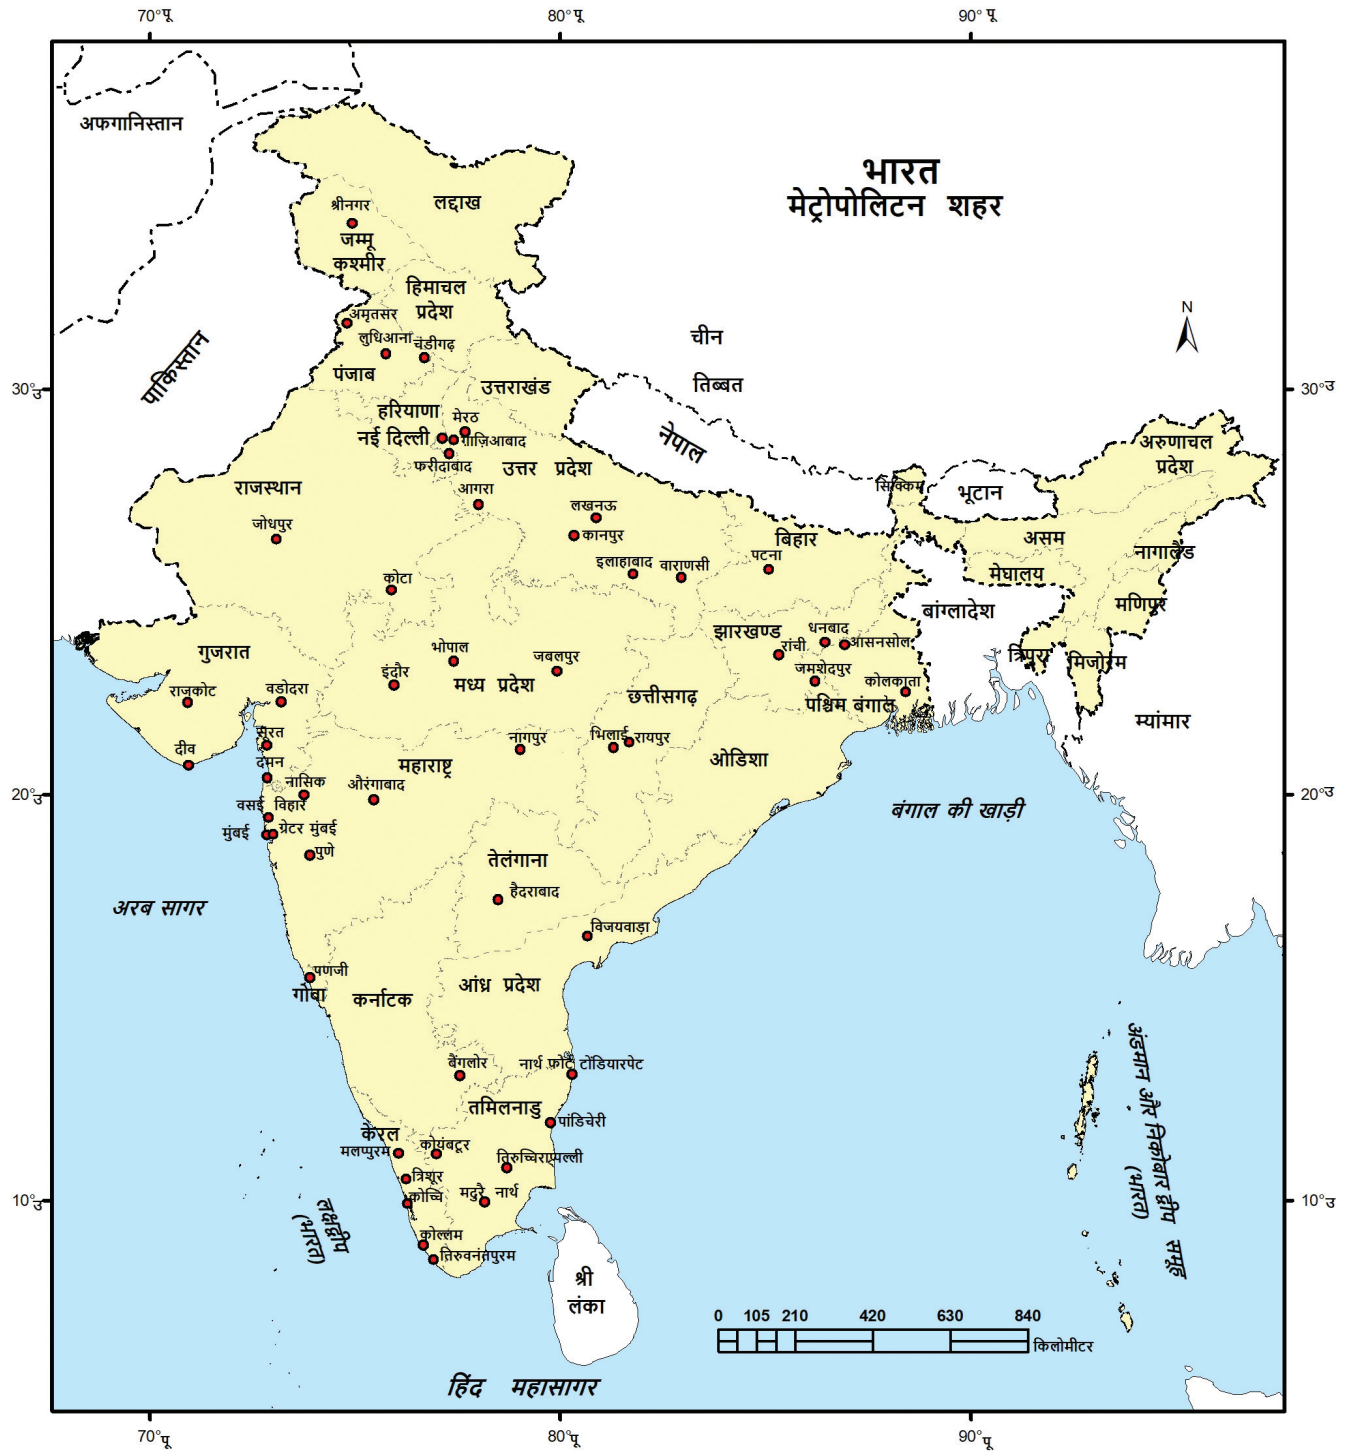 70°पू
80°पू
90°पू
अफगानिस्तान
भारत
मेट्रोपोलिटन शहर
श्रीनगर
लद्दाख
जम्मू
कश्मीर
हिमाचल
प्रदेश
N
अमृतसर
लुधिआना
चंडीगढ़
चीन
पाकिस्तान
पंजाब
तिब्बत
30°उ
30°उ
उत्तराखंड
हरियाणा
मेरठ
नई दिल्ली
ग़ाज़िआबाद
नेपाल
अरुणाचल
प्रदेश
फरीदाबाद
उत्तर प्रदेश
राजस्थान
आगरा
सिक्किम
भूटान
लखनऊ
जोधपुर
कानपुर
बिहार
असम
नागालैंड
पटना
इलाहाबाद
वाराणसी
कोटा
मेघालय
मणिपुर
बांग्लादेश
झारखण्ड
धनबाद
आसनसोल
रांची
गुजरात
भोपाल
जबलपुर
त्रिपुरा
मिजोरम
इंदौर
मध्य प्रदेश
जमशेदपुर
कोलकाता
राजकोट
वडोदरा
छत्तीसगढ़
पश्चिम बंगाल
म्यांमार
सूरत
नागपुर
भिलाई
रायपुर
दीव
दमन
महाराष्ट्र
ओडिशा
नासिक
औरंगाबाद
20°उ
20°उ
वसई विहार
बंगाल की खाड़ी
मुंबई
ग्रेटर मुंबई
पुणे
तेलंगाना
हैदराबाद
अरब सागर
विजयवाड़ा
पणजी
गोवा
कर्नाटक
आंध्र प्रदेश
बैंगलोर
नार्थ फ़ोर्ट टोंडियारपेट
अंडमान और निकोबार द्वीप समूह
(भारत)
तमिलनाडु
पांडिचेरी
केरल
मलप्पुरम
कोयंबटूर
तिरुच्चिराप्पल्ली
त्रिशूर
कोच्चि
मदुरै नार्थ
10°उ
10°उ
लक्षद्वीप
(भारत)
कोल्लम
तिरुवनंतपुरम
श्री
लंका
0 105 210 420 630 840
किलोमीटर
हिंद महासागर
70°पू
80°पू
90°पू